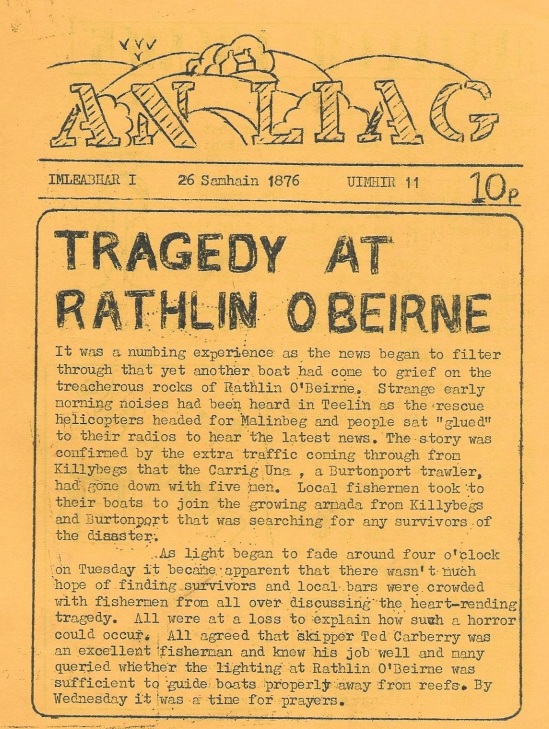 AN LIAG
IMLEABHAR I 26 Samhain 1876 UIMHIR 11 10p
TRAGEDY AT
RATHLIN O BEIRNE
It was a numbing experience as the news began to filter
through that yet another boat had come to grief on the
treacherous rocks of Rathlin O'Beirne. Strange early
morning noises had been heard in Teelin as the rescue
helicopters headed for Malinbeg and people sat "glued"
to their radios to hear the latest news. The story was
confirmed by the extra traffic coming through from
Killybegs that the Carrig Una , a Burtonport trawler,
had gone down with five men. Local fishermen took to
their boats to join the growing armada from Killybegs
and Burtonport that was searching for any survivors of
the disaster.
As light began to fade around four o'clock
on Tuesday it became apparent that there wasn't much
hope of finding survivors and local bars were crowded
with fishermen from all over discussing the heart-rending
tragedy. All were at a loss to explain how such a horror
could occur. All agreed that skipper Ted Carberry was
an excellent fisherman and knew his job well and many
queried whether the lighting at Rathlin O'Beirne was
sufficient to guide boats properly away from reefs. By
Wednesday it was a time for prayers.